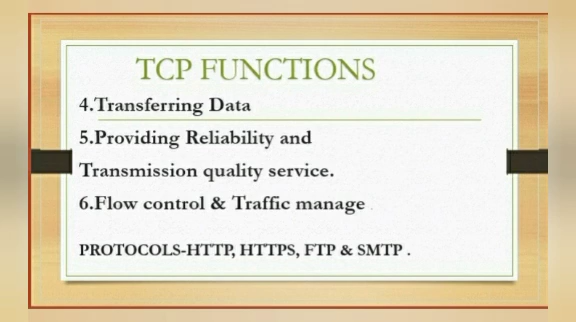 TCP FUNCTIONS
4.Transferring Data
5.Providing Reliability and
Transmission quality service.
6.Flow control & Traffic manage
PROTOCOLS-HTTP, HTTPS, FTP & SMTP .